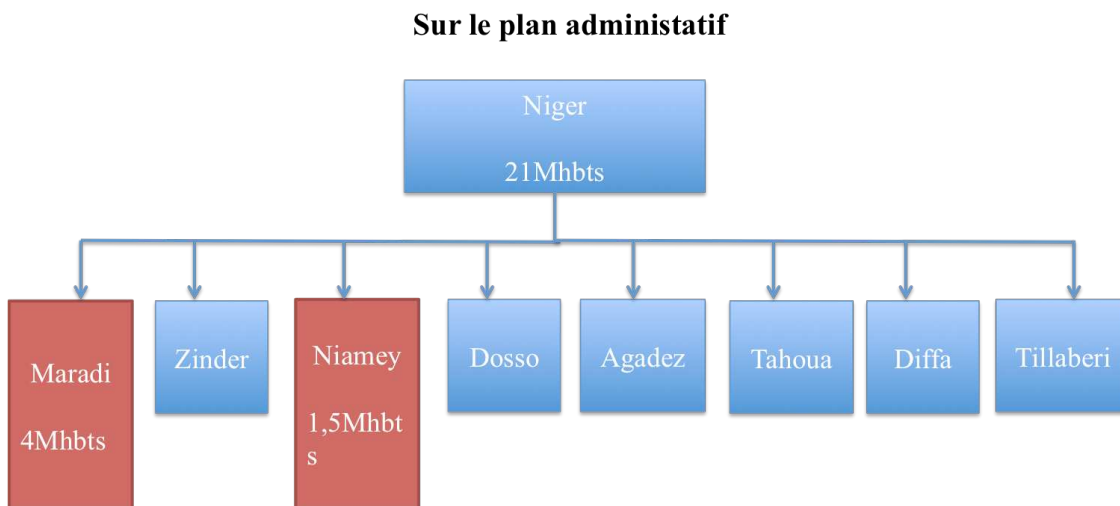 Sur le plan administatif
Niger
21Mhbts
Maradi
4Mhbts
Zinder
Niamey
1,5Mhbt
s
Dosso
Agadez
Tahoua
Diffa
Tillaberi